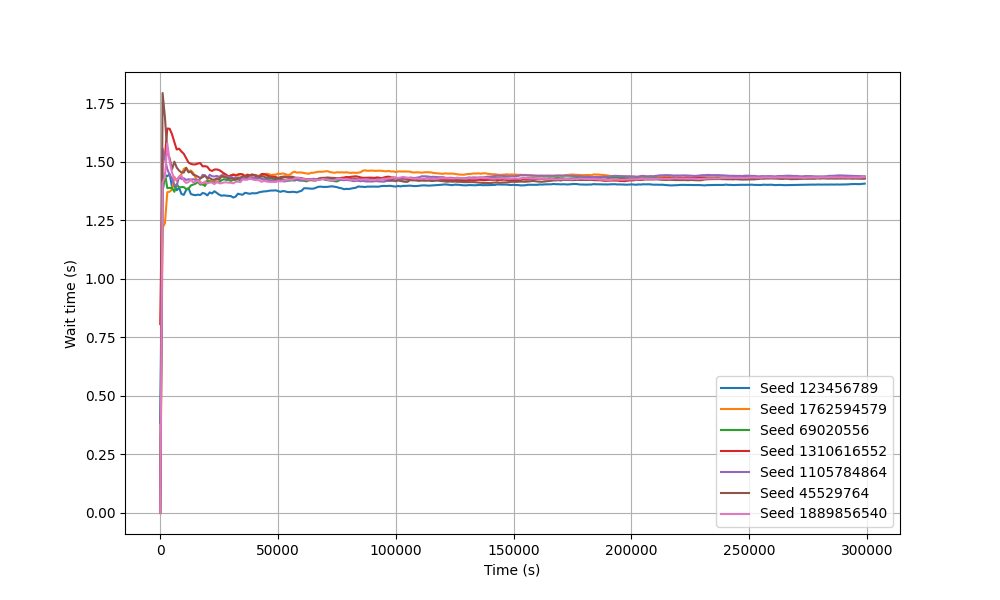 1.75
1.50
1.25
1.00
0.75
0.50
0.25
0.00
Wait time (s)
0 50000 100000 150000 200000 250000 300000
Time (s)
Seed 123456789
Seed 1762594579
Seed 69020556
Seed 1310616552
Seed 1105784864
Seed 45529764
Seed 1889856540